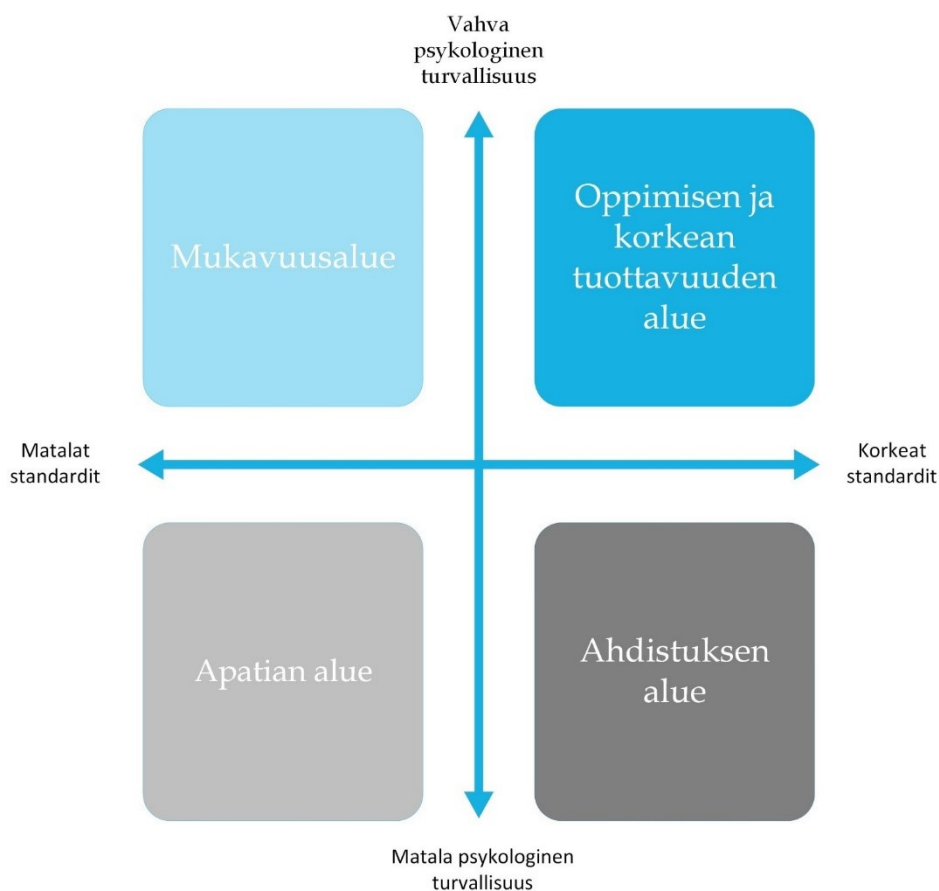 Vahva
psykologinen
turvallisuus
Mukavuusalue
Oppimisen ja
korkean
tuottavuuden
alue
Matalat
standardit
Korkeat
standardit
Apatian alue
Ahdistuksen
alue
Matala psykologinen
turvallisuus